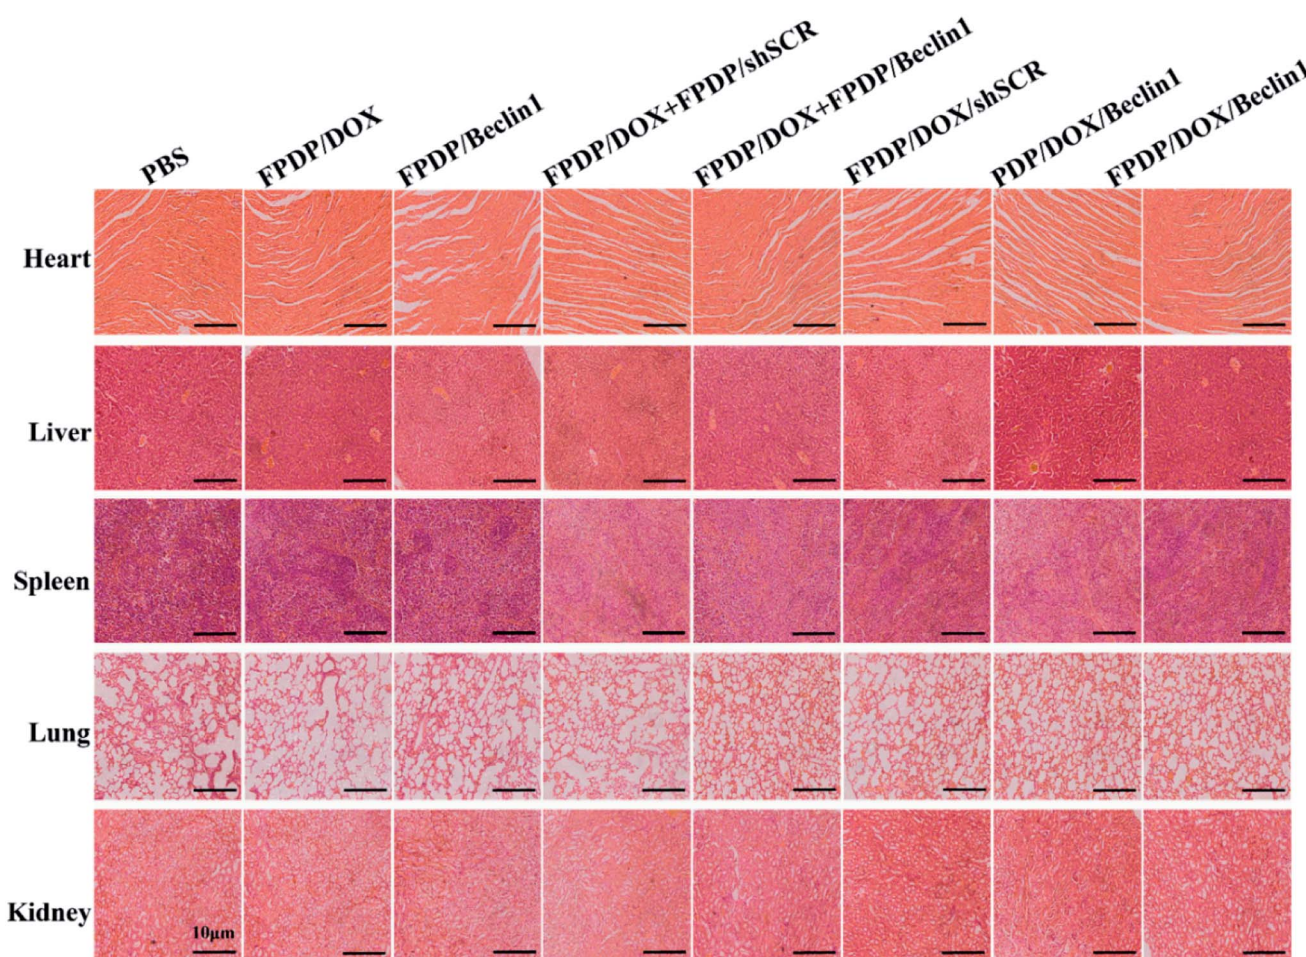 PBS
FPDP/DOX
FPDP/Beclin1
FPDP/DOX+FPDP/shSCR
FPDP/DOX+FPDP/Beclin1
FPDP/DOX/shSCR
PDP/DOX/Beclin1
FPDP/DOX/Beclin1
Heart
Liver
Spleen
Lung
Kidney
10μm